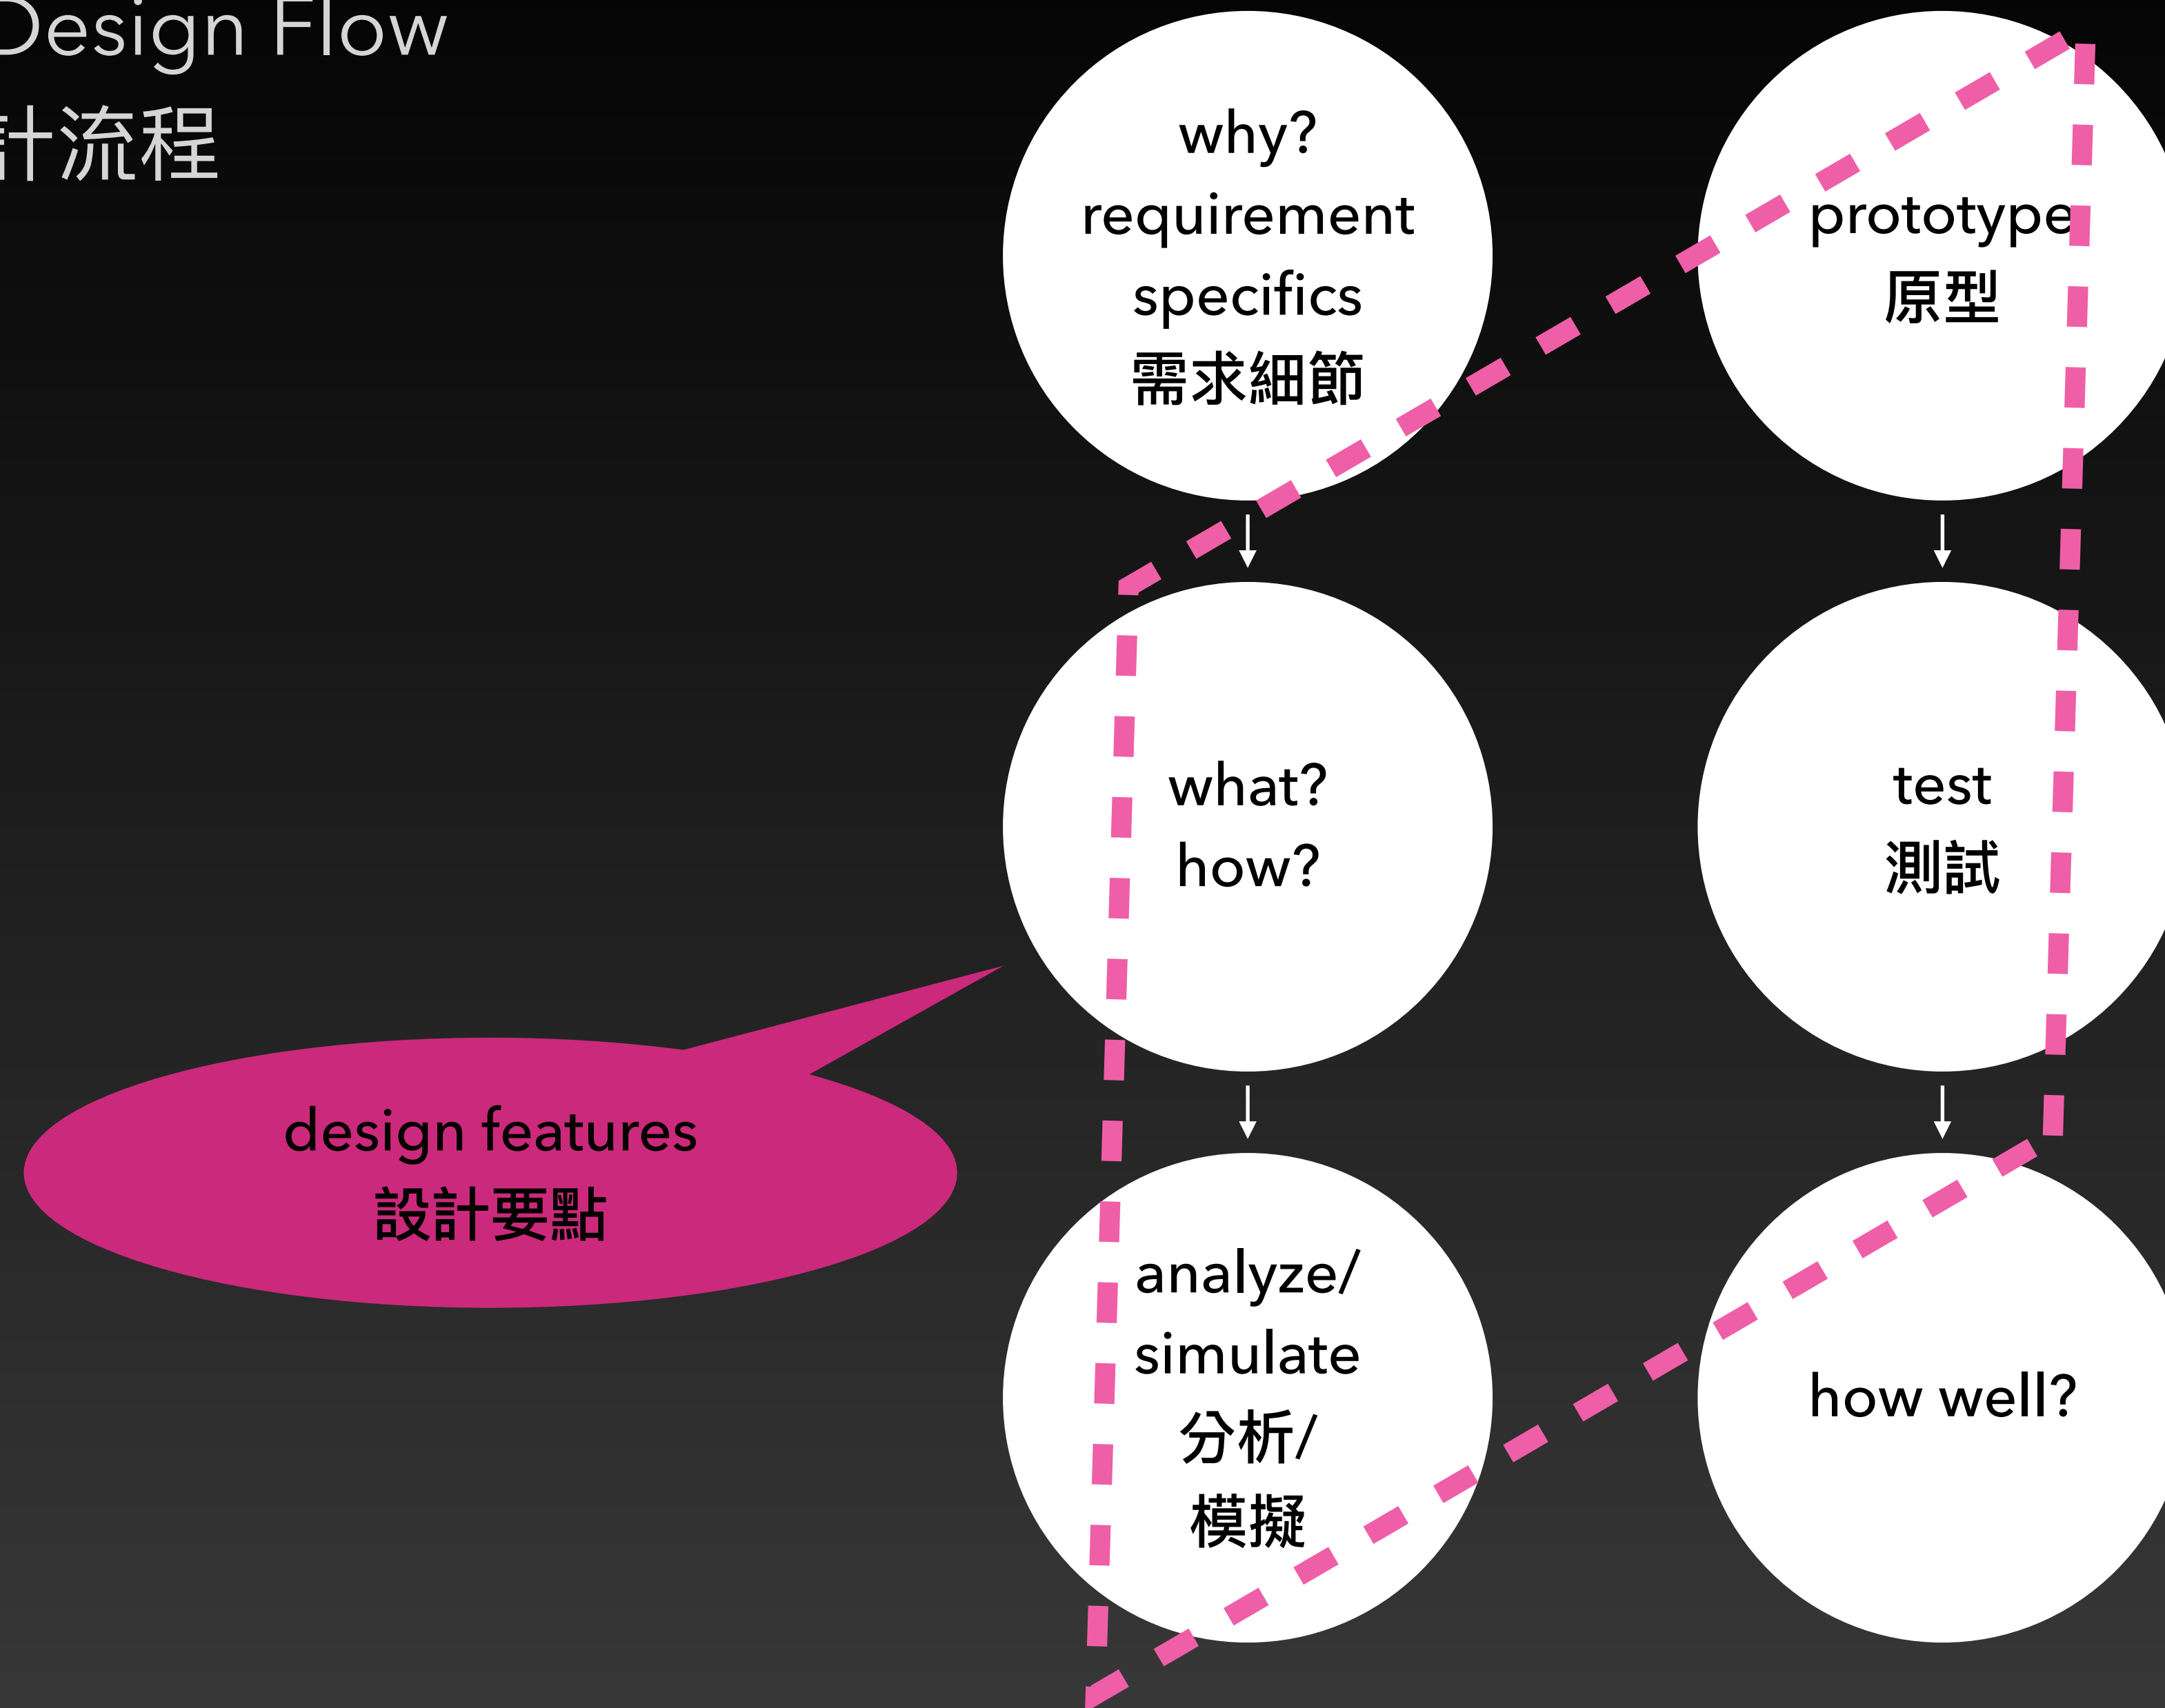 Design Flow
計流程
why?
requirement
specifics
需求細節
what?
how?
design features
設計要點
analyze/
simulate
分析/
模擬
prototype
原型
test
測試
how well?